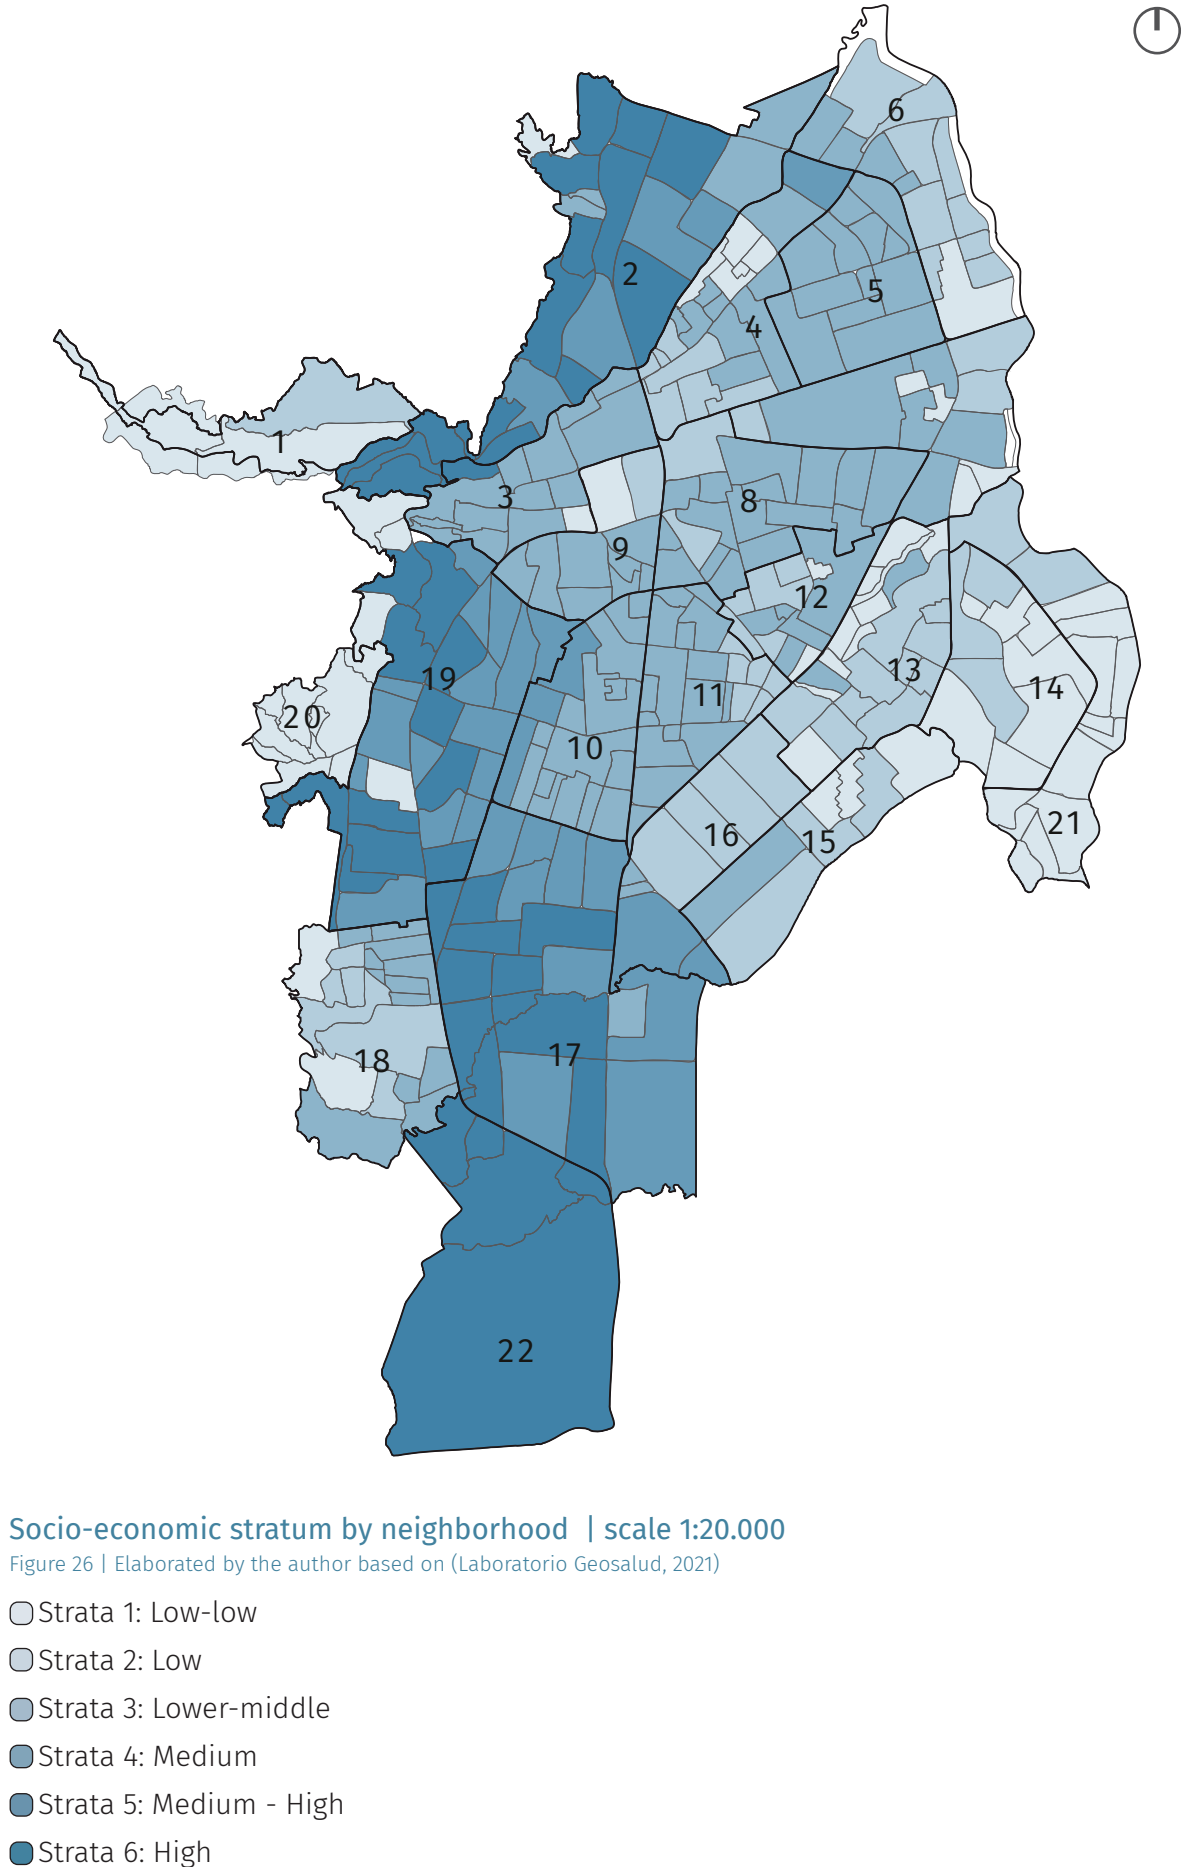 6
2
5
4
1
3
8
9
12
13
19
14
11
20
10
21
16
15
17
18
22
Socio-economic stratum by neighborhood | scale 1:20.000
Figure 26 | Elaborated by the author based on (Laboratorio Geosalud, 2021)
Strata 1: Low-low
Strata 2: Low
Strata 3: Lower-middle
Strata 4: Medium
Strata 5: Medium - High
Strata 6: High